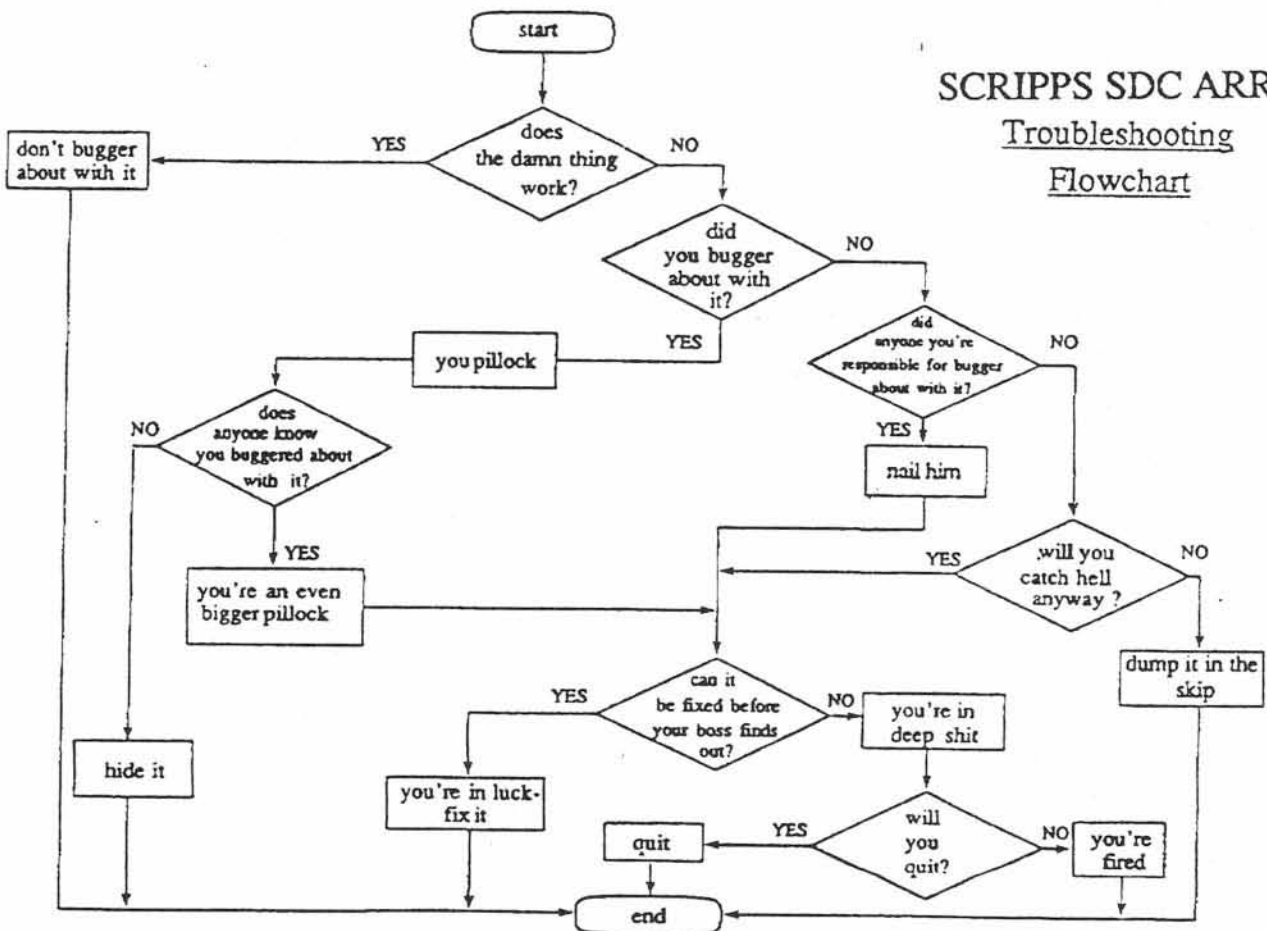 start
SCRIPPS SDC ARR
Troubleshooting
Flowchart
does
the damn thing
work?
YES
NO
don't bugger
about with it
did
you bugger
about with
it?
NO
YES
you pillock
did
anyone you're
responsible for bugger
about with it?
NO
YES
nail him
does
anyone know
you buggered about
with it?
NO
YES
you're an even
bigger pillock
will you
catch hell
anyway ?
YES
NO
dump it in the
skip
can it
be fixed before
your boss finds
out?
YES
NO
you're in
deep shit
hide it
you're in luck-
fix it
will
you
quit?
YES
NO
quit
you're
fired
end